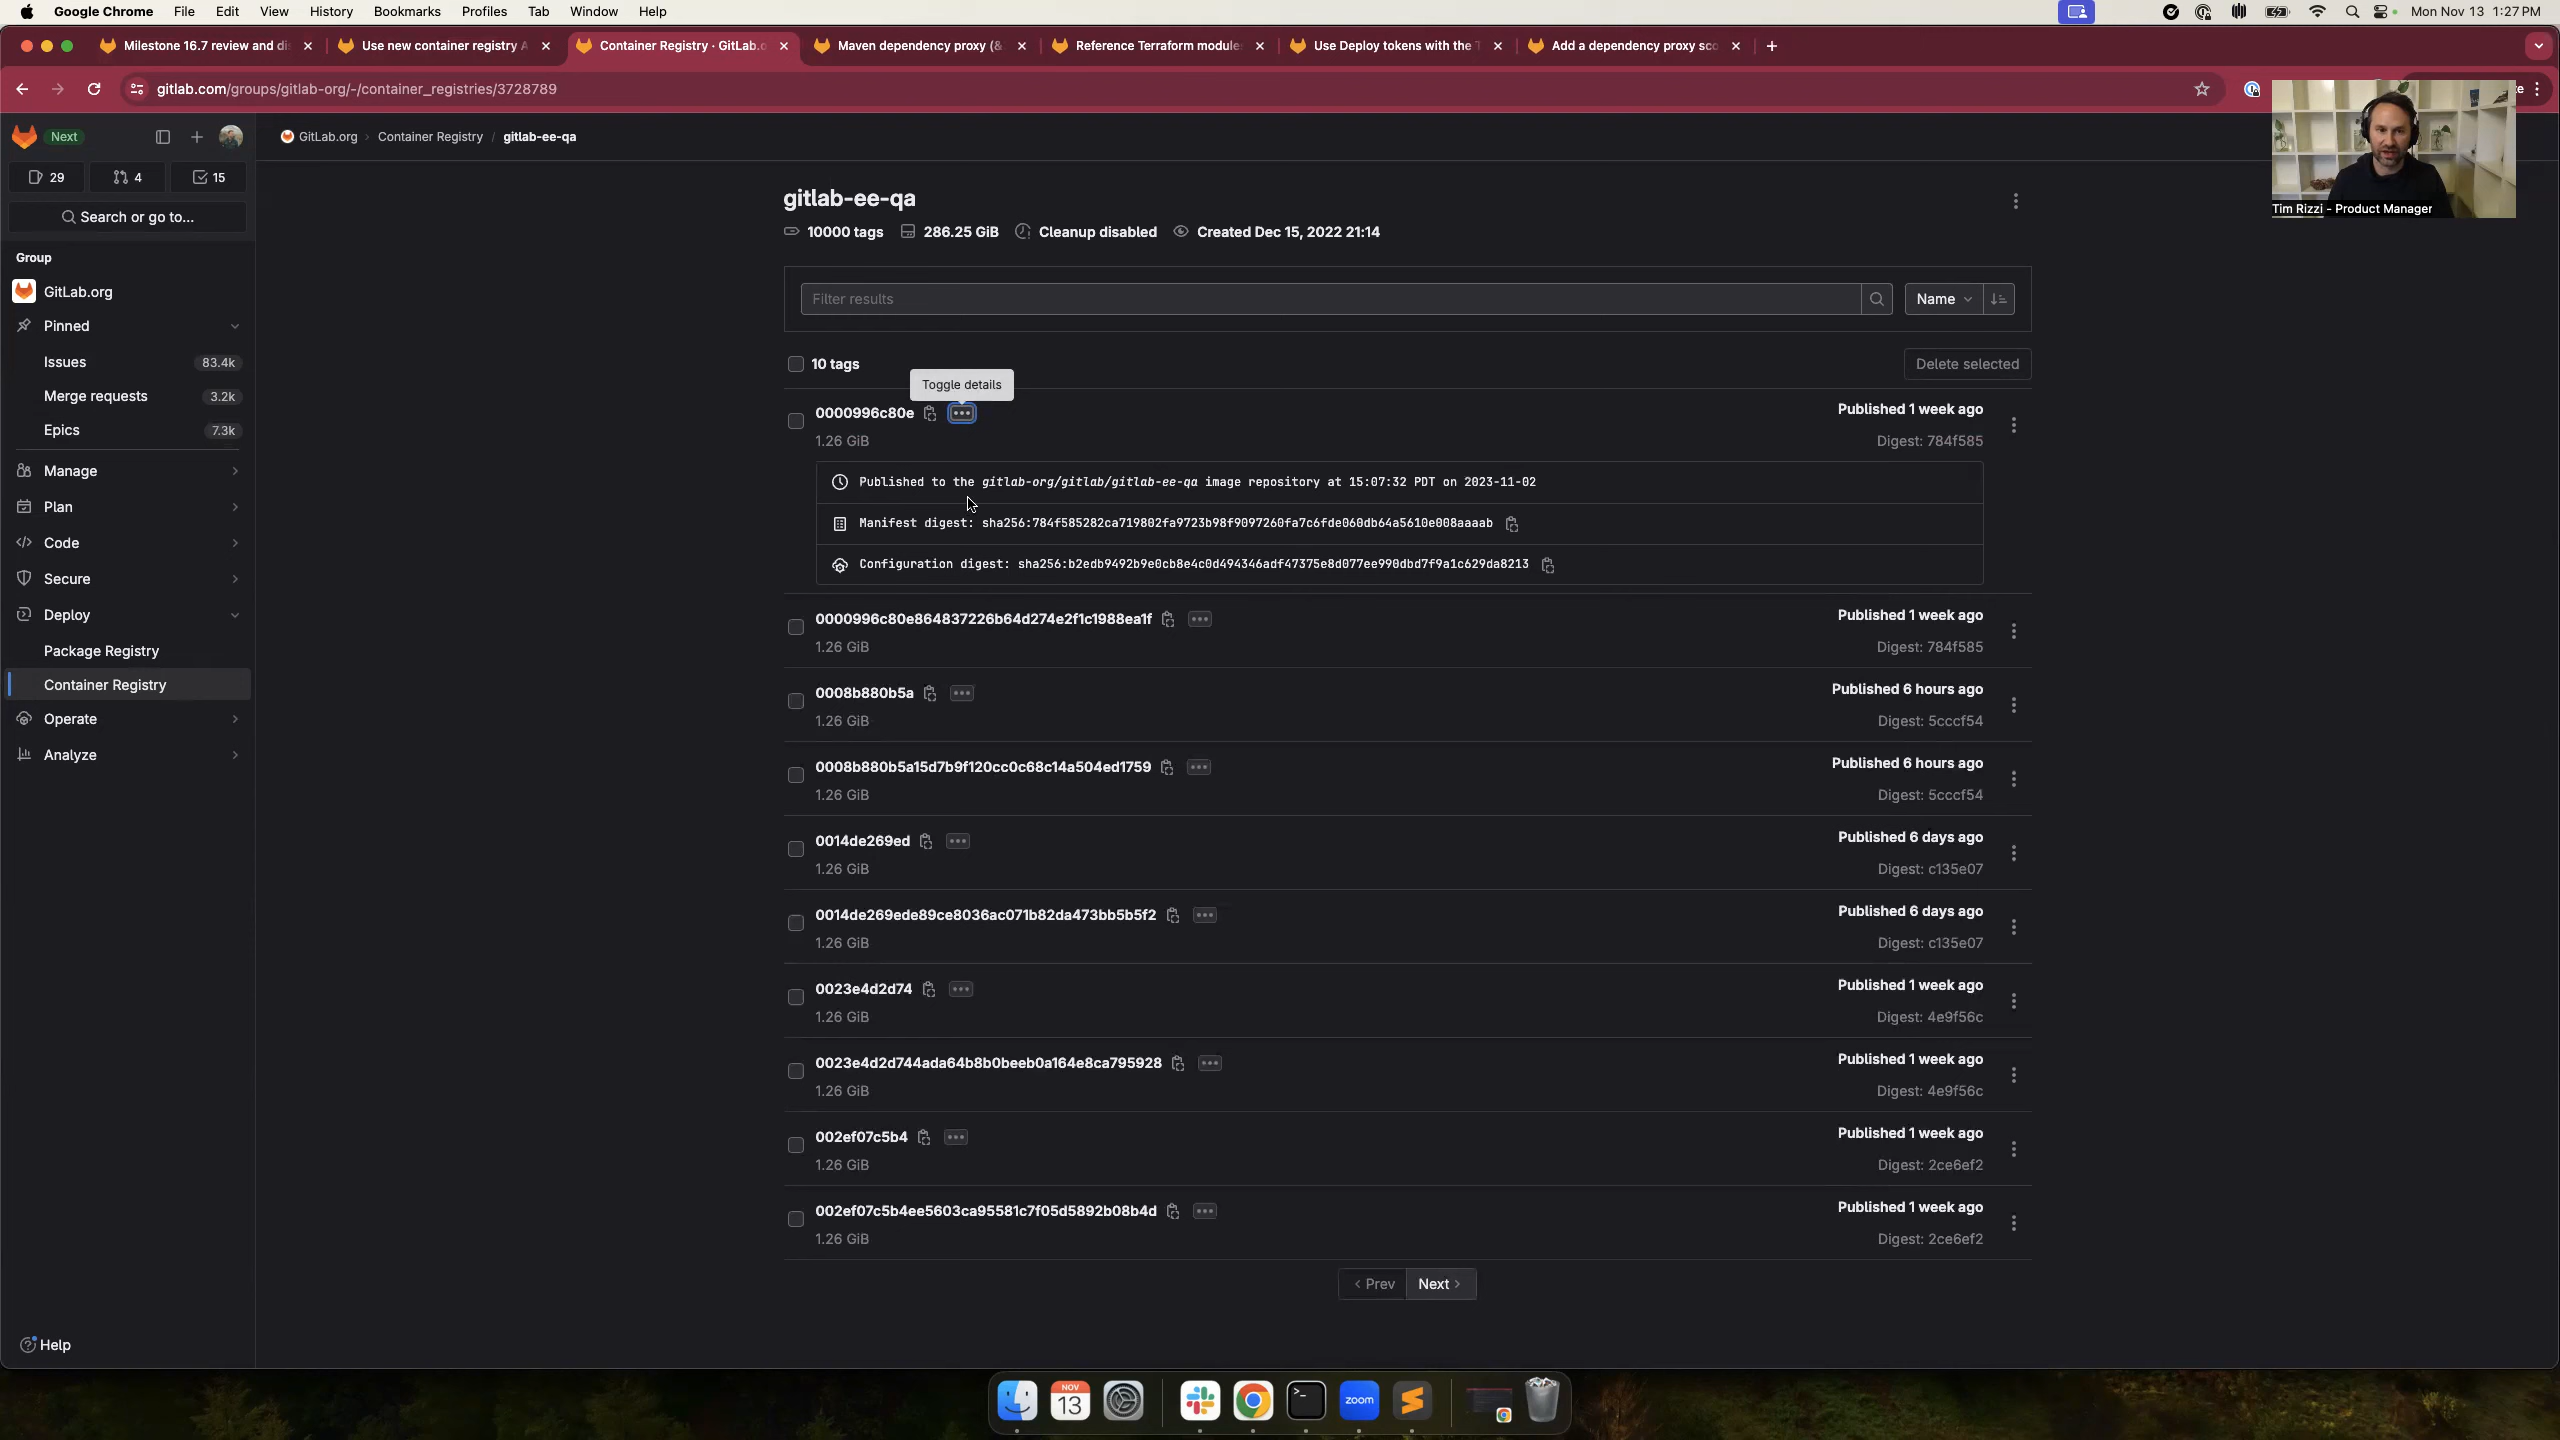 Google Chrome File Edit View History Bookmarks Profiles Tab Window Help Mon Nov 13 1:27 PM
Milestone 16.7 review and di Use new container registry A Container Registry · GitLab.o Maven dependency proxy (& Reference Terraform module Use Deploy tokens with the T Add a dependency proxy sco
gitlab.com/groups/gitlab-org/-/container_registries/3728789
Next
GitLab.org Container Registry gitlab-ee-qa
29 4 15
Search or go to...
Group
GitLab.org
Pinned
Issues 83.4k
Merge requests 3.2k
Epics 7.3k
Manage
Plan
Code
Secure
Deploy
Package Registry
Container Registry
Operate
Analyze
Help
gitlab-ee-qa
10000 tags 286.25 GiB Cleanup disabled Created Dec 15, 2022 21:14
Filter results Name
10 tags Delete selected
Toggle details
0000996c80e Published 1 week ago
1.26 GiB Digest: 784f585
Published to the gitlab-org/gitlab/gitlab-ee-qa image repository at 15:07:32 PDT on 2023-11-02
Manifest digest: sha256:784f585282ca719802fa9723b98f9097260fa7c6fde060db64a5610e008aaaab
Configuration digest: sha256:b2edb9492b9e0cb8e4c0d494346adf47375e8d077ee990dbd7f9a1c629da8213
0000996c80e864837226b64d274e2f1c1988ea1f Published 1 week ago
1.26 GiB Digest: 784f585
0008b880b5a Published 6 hours ago
1.26 GiB Digest: 5cccf54
0008b880b5a15d7b9f120cc0c68c14a504ed1759 Published 6 hours ago
1.26 GiB Digest: 5cccf54
0014de269ed Published 6 days ago
1.26 GiB Digest: c135e07
0014de269ede89ce8036ac071b82da473bb5b5f2 Published 6 days ago
1.26 GiB Digest: c135e07
0023e4d2d74 Published 1 week ago
1.26 GiB Digest: 4e9f56c
0023e4d2d744ada64b8b0beeb0a164e8ca795928 Published 1 week ago
1.26 GiB Digest: 4e9f56c
002ef07c5b4 Published 1 week ago
1.26 GiB Digest: 2ce6ef2
002ef07c5b4ee5603ca95581c7f05d5892b08b4d Published 1 week ago
1.26 GiB Digest: 2ce6ef2
Prev Next
Tim Rizzi - Product Manager
NOV
13
zoom